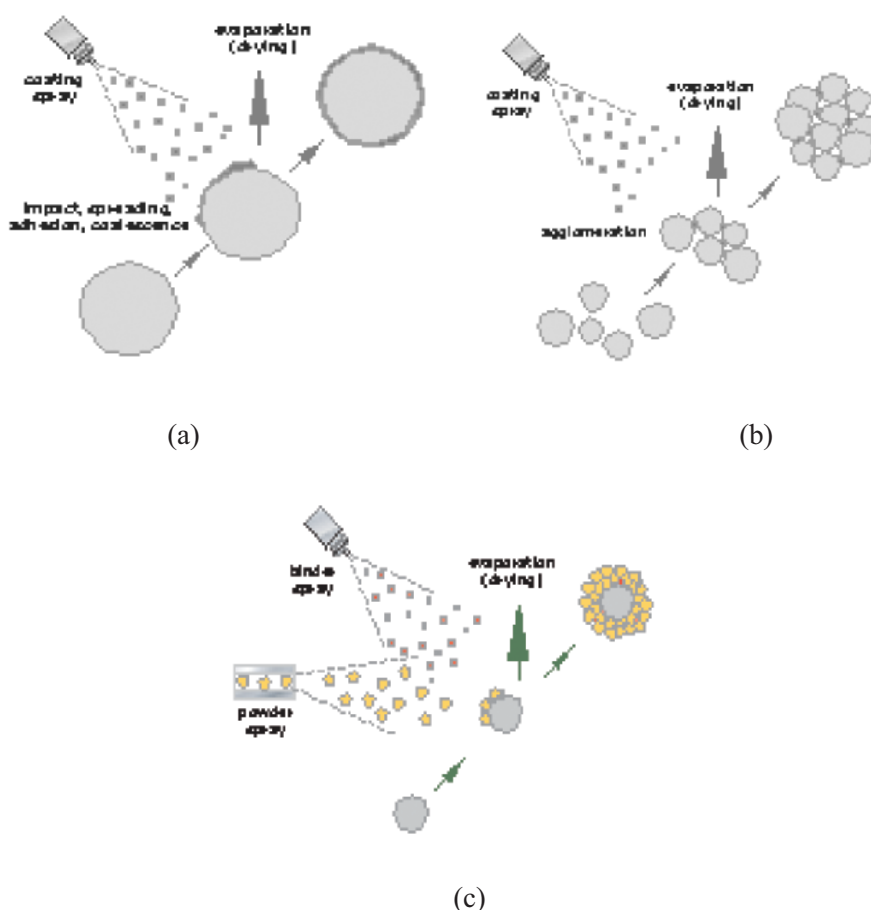 evaporation
(drying)
coating
spray
impact, spreading,
adhesion, coalescence
(a)
evaporation
(drying)
coating
spray
agglomeration
(b)
binder
spray
evaporation
(drying)
powder
spray
(c)